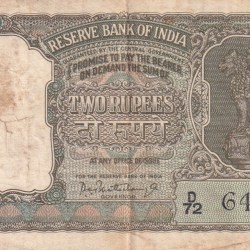 RESERVE BANK OF INDIA
GUARANTEED BY THE CENTRAL GOVERNMENT
I PROMISE TO PAY THE BEARER
ON DEMAND THE SUM OF
TWO RUPEES
दो रुपये
AT ANY OFFICE OF ISSUE
FOR THE RESERVE BANK OF INDIA
GOVERNOR
D/72 64